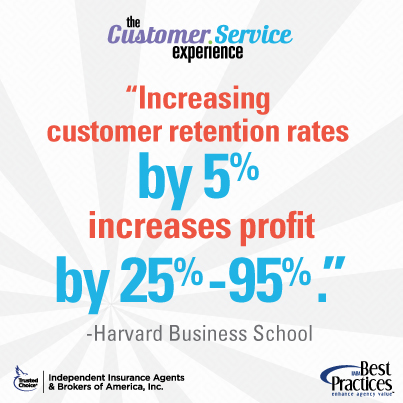 the
Customer Service
experience
“Increasing
customer retention rates
by 5%
increases profit
by 25%-95%.”
-Harvard Business School
Trusted
Choice
Independent Insurance Agents
& Brokers of America, Inc.
IIABA Best
Practices
enhance agency value